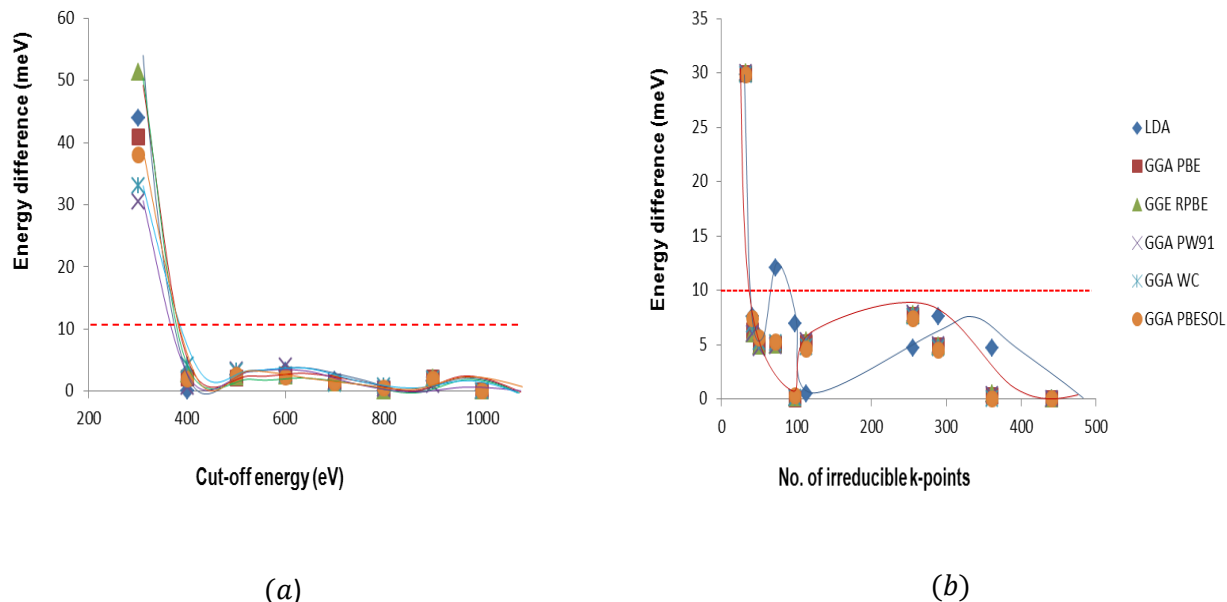 Energy difference (meV)
60
50
40
30
20
10
0
200
400
600
800
1000
Cut-off energy (eV)
(a)
Energy difference (meV)
35
30
25
20
15
10
5
0
0
100
200
300
400
500
No. of irreducible k-points
(b)
LDA
GGA PBE
GGE RPBE
GGA PW91
GGA WC
GGA PBESOL